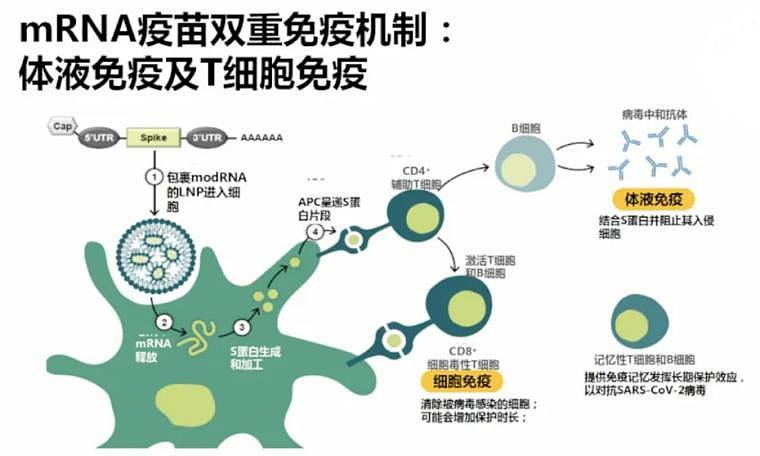 mRNA疫苗双重免疫机制：
体液免疫及T细胞免疫
Cap
5'UTR
Spike
3'UTR
AAAAAA
1
包裹modRNA
的LNP进入细
胞
2
mRNA
释放
3
S蛋白生成
和加工
APC呈递S蛋
白片段
4
CD4+
辅助T细胞
B细胞
病毒中和抗体
体液免疫
结合S蛋白并阻止其入侵
细胞
激活T细胞
和B细胞
CD8+
细胞毒性T细胞
细胞免疫
清除被病毒感染的细胞；
可能会增加保护时长；
记忆性T细胞和B细胞
提供免疫记忆发挥长期保护效应，
以对抗SARS-CoV-2病毒